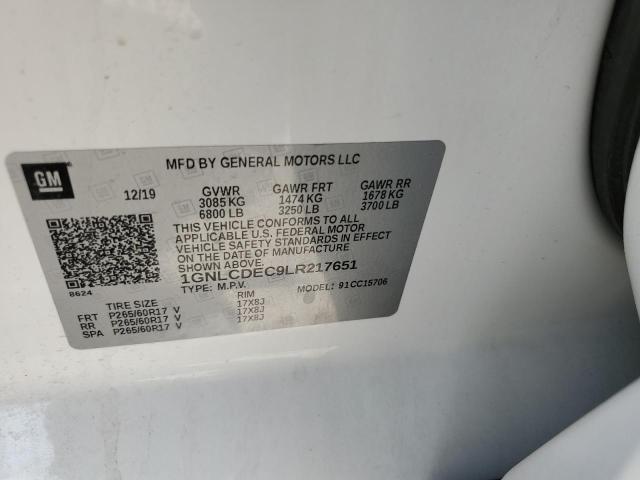 MFD BY GENERAL MOTORS LLC
GM
12/19 GVWR GAWR FRT GAWR RR
3085 KG 1474 KG 1678 KG
6800 LB 3250 LB 3700 LB
THIS VEHICLE CONFORMS TO ALL
APPLICABLE U.S. FEDERAL MOTOR
VEHICLE SAFETY STANDARDS IN EFFECT
ON THE DATE OF MANUFACTURE
SHOWN ABOVE.
1GNLCDEC9LR217651
8624
TYPE: M.P.V. MODEL: 91CC15706
TIRE SIZE RIM
FRT P265/60R17 V 17X8J
RR P265/60R17 V 17X8J
SPA P265/60R17 V 17X8J